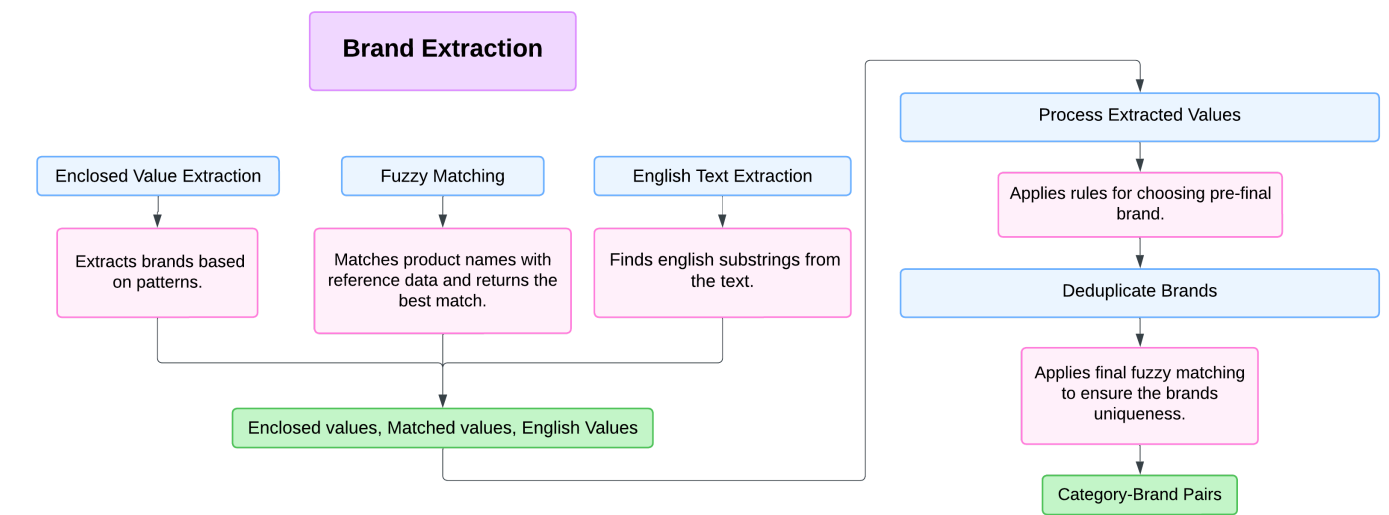 Brand Extraction
Enclosed Value Extraction
Extracts brands based
on patterns.
Fuzzy Matching
Matches product names with
reference data and returns the
best match.
English Text Extraction
Finds english substrings from
the text.
Enclosed values, Matched values, English Values
Process Extracted Values
Applies rules for choosing pre-final
brand.
Deduplicate Brands
Applies final fuzzy matching
to ensure the brands
uniqueness.
Category-Brand Pairs